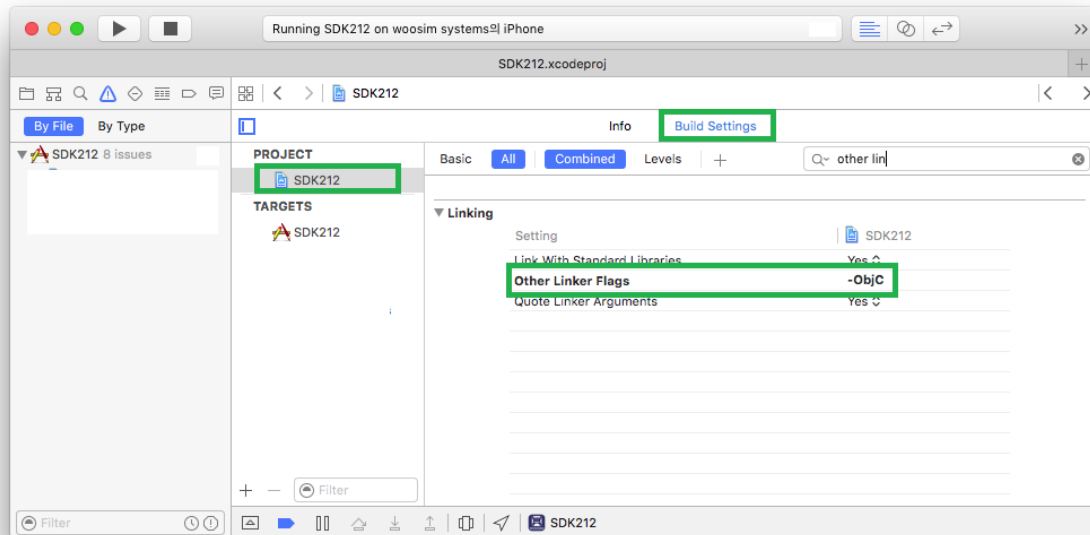 Running SDK212 on woosim systems의 iPhone
SDK212.xcodeproj
SDK212
By File By Type
Info Build Settings
SDK212 8 issues
PROJECT
SDK212
TARGETS
SDK212
Basic All Combined Levels other lin
Linking
Setting SDK212
Link With Standard Libraries Yes
Other Linker Flags -ObjC
Quote Linker Arguments Yes
Filter
Filter
SDK212